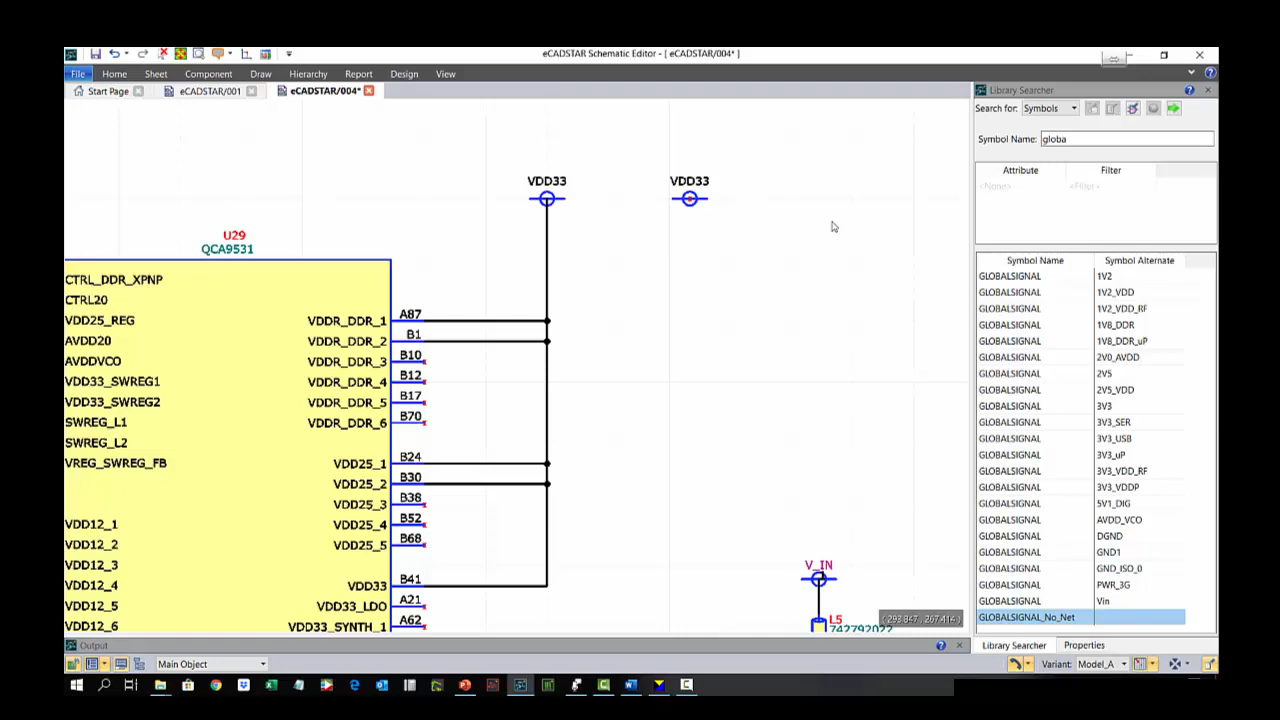 eCADSTAR Schematic Editor - [ eCADSTAR/004* ]
File Home Sheet Component Draw Hierarchy Report Design View
Start Page eCADSTAR/001 eCADSTAR/004*
VDD33 VDD33
U29
QCA9531
CTRL_DDR_XPNP
CTRL20
VDD25_REG VDDR_DDR_1 A87
AVDD20 VDDR_DDR_2 B1
AVDDVCO VDDR_DDR_3 B10
VDD33_SWREG1 VDDR_DDR_4 B12
VDD33_SWREG2 VDDR_DDR_5 B17
SWREG_L1 VDDR_DDR_6 B70
SWREG_L2
VREG_SWREG_FB VDD25_1 B24
VDD25_2 B30
VDD25_3 B38
VDD12_1 VDD25_4 B52
VDD12_2 VDD25_5 B68
VDD12_3
VDD12_4 VDD33 B41
VDD12_5 VDD33_LDO A21
VDD12_6 VDD33_SYNTH_1 A62
V_IN
L5
742792022
( 293.847 , 267.414 )
Library Searcher
Search for: Symbols
Symbol Name: globa
Attribute Filter
<None> <Filter>
Symbol Name Symbol Alternate
GLOBALSIGNAL 1V2
GLOBALSIGNAL 1V2_VDD
GLOBALSIGNAL 1V2_VDD_RF
GLOBALSIGNAL 1V8_DDR
GLOBALSIGNAL 1V8_DDR_uP
GLOBALSIGNAL 2V0_AVDD
GLOBALSIGNAL 2V5
GLOBALSIGNAL 2V5_VDD
GLOBALSIGNAL 3V3
GLOBALSIGNAL 3V3_SER
GLOBALSIGNAL 3V3_USB
GLOBALSIGNAL 3V3_uP
GLOBALSIGNAL 3V3_VDD_RF
GLOBALSIGNAL 3V3_VDDP
GLOBALSIGNAL 5V1_DIG
GLOBALSIGNAL AVDD_VCO
GLOBALSIGNAL DGND
GLOBALSIGNAL GND1
GLOBALSIGNAL GND_ISO_0
GLOBALSIGNAL PWR_3G
GLOBALSIGNAL Vin
GLOBALSIGNAL_No_Net
Output
Library Searcher Properties
Main Object
Variant: Model_A